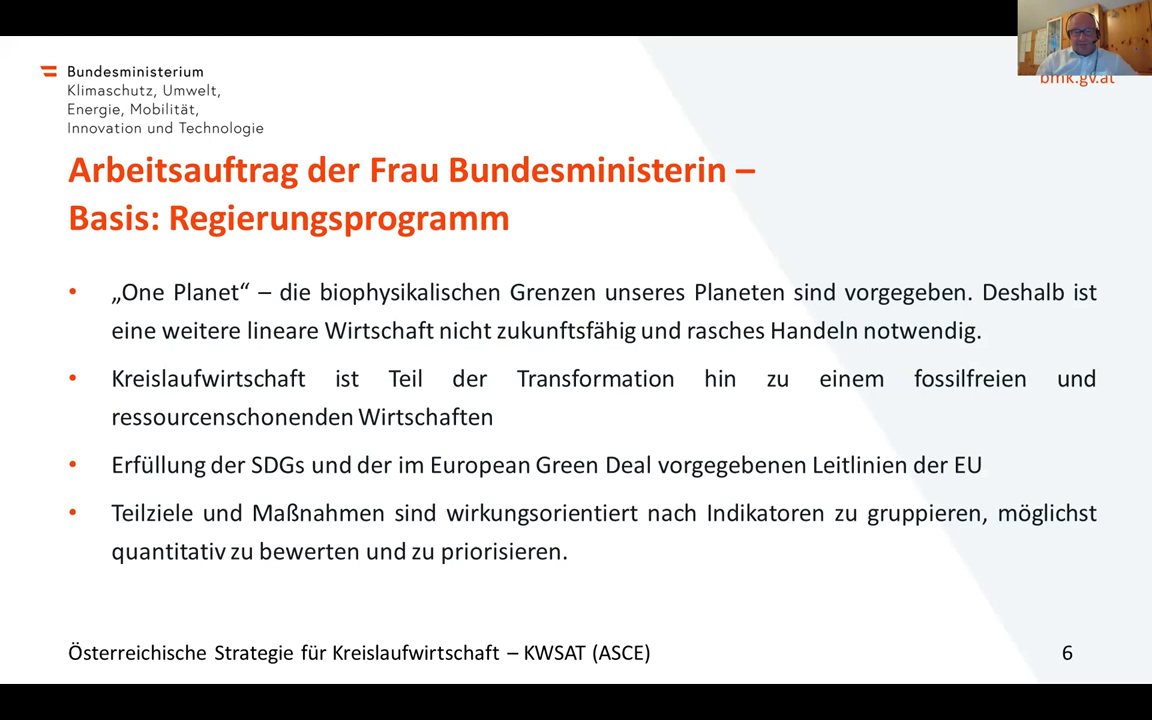 Bundesministerium
Klimaschutz, Umwelt,
Energie, Mobilität,
Innovation und Technologie
bmk.gv.at
Arbeitsauftrag der Frau Bundesministerin –
Basis: Regierungsprogramm
• „One Planet“ – die biophysikalischen Grenzen unseres Planeten sind vorgegeben. Deshalb ist
eine weitere lineare Wirtschaft nicht zukunftsfähig und rasches Handeln notwendig.
• Kreislaufwirtschaft ist Teil der Transformation hin zu einem fossilfreien und
ressourcenschonenden Wirtschaften
• Erfüllung der SDGs und der im European Green Deal vorgegebenen Leitlinien der EU
• Teilziele und Maßnahmen sind wirkungsorientiert nach Indikatoren zu gruppieren, möglichst
quantitativ zu bewerten und zu priorisieren.
Österreichische Strategie für Kreislaufwirtschaft – KWSAT (ASCE) 6